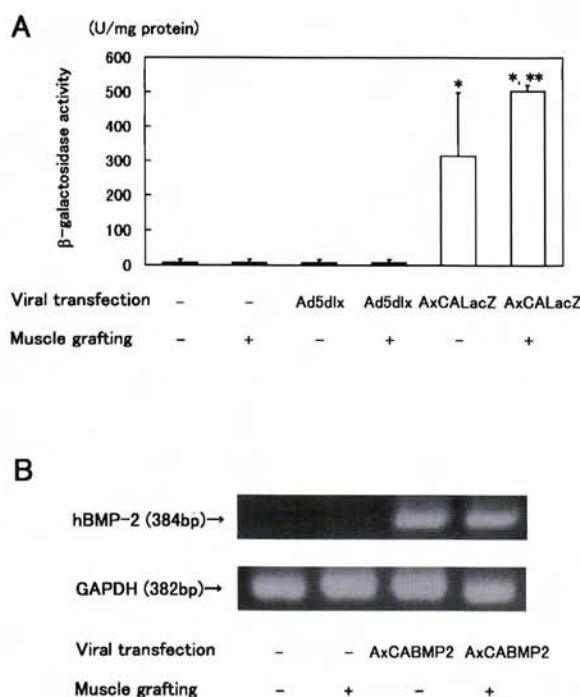 A
(U/mg protein)
β-galactosidase activity
600
500
400
300
200
100
0
*
*, **
Viral transfection - - Ad5dlx Ad5dlx AxCALacZ AxCALacZ
Muscle grafting - + - + - +
B
hBMP-2 (384bp)→
GAPDH (382bp)→
Viral transfection - - AxCABMP2 AxCABMP2
Muscle grafting - + - +